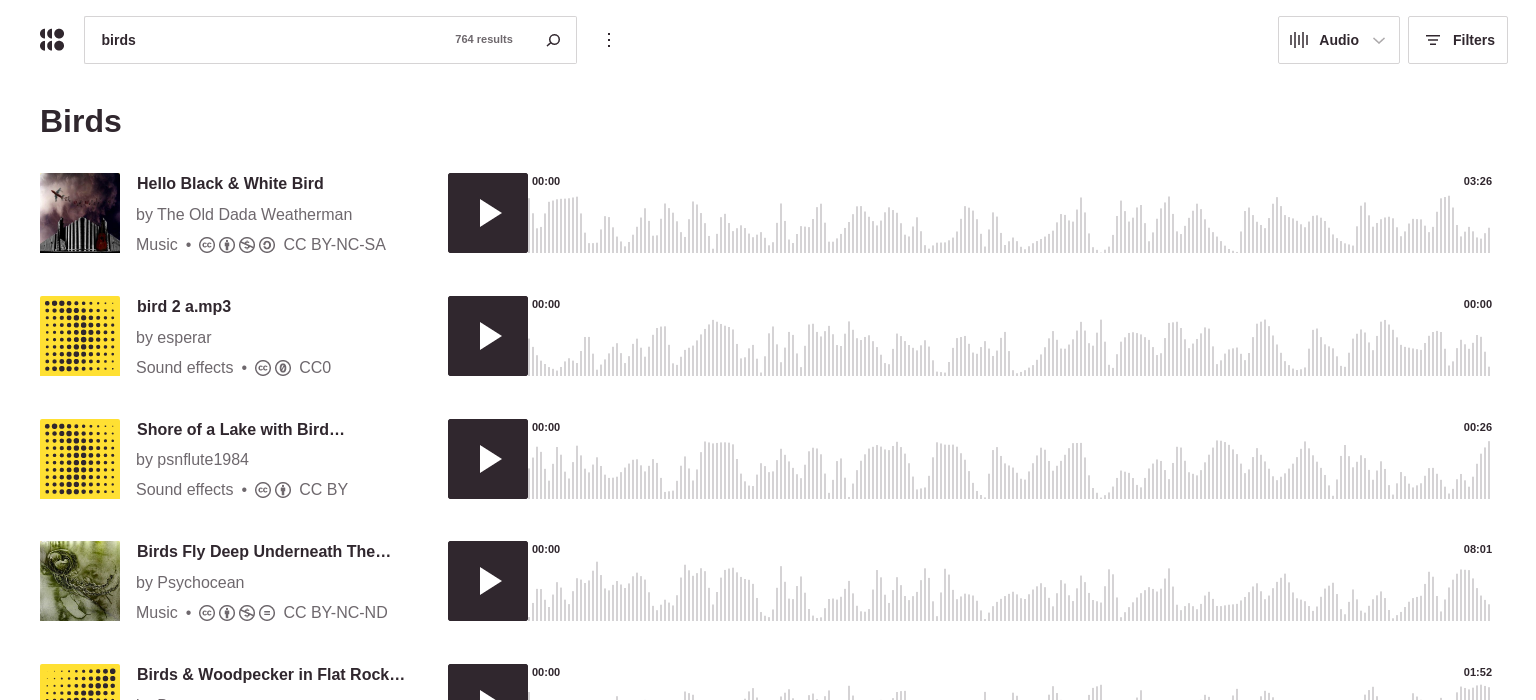 birds
764 results
Audio
Filters
Birds
Hello Black & White Bird
by The Old Dada Weatherman
Music • CC BY-NC-SA
00:00
03:26
bird 2 a.mp3
by esperar
Sound effects • CC0
00:00
00:00
Shore of a Lake with Bird…
by psnflute1984
Sound effects • CC BY
00:00
00:26
Birds Fly Deep Underneath The…
by Psychocean
Music • CC BY-NC-ND
00:00
08:01
Birds & Woodpecker in Flat Rock…
00:00
01:52